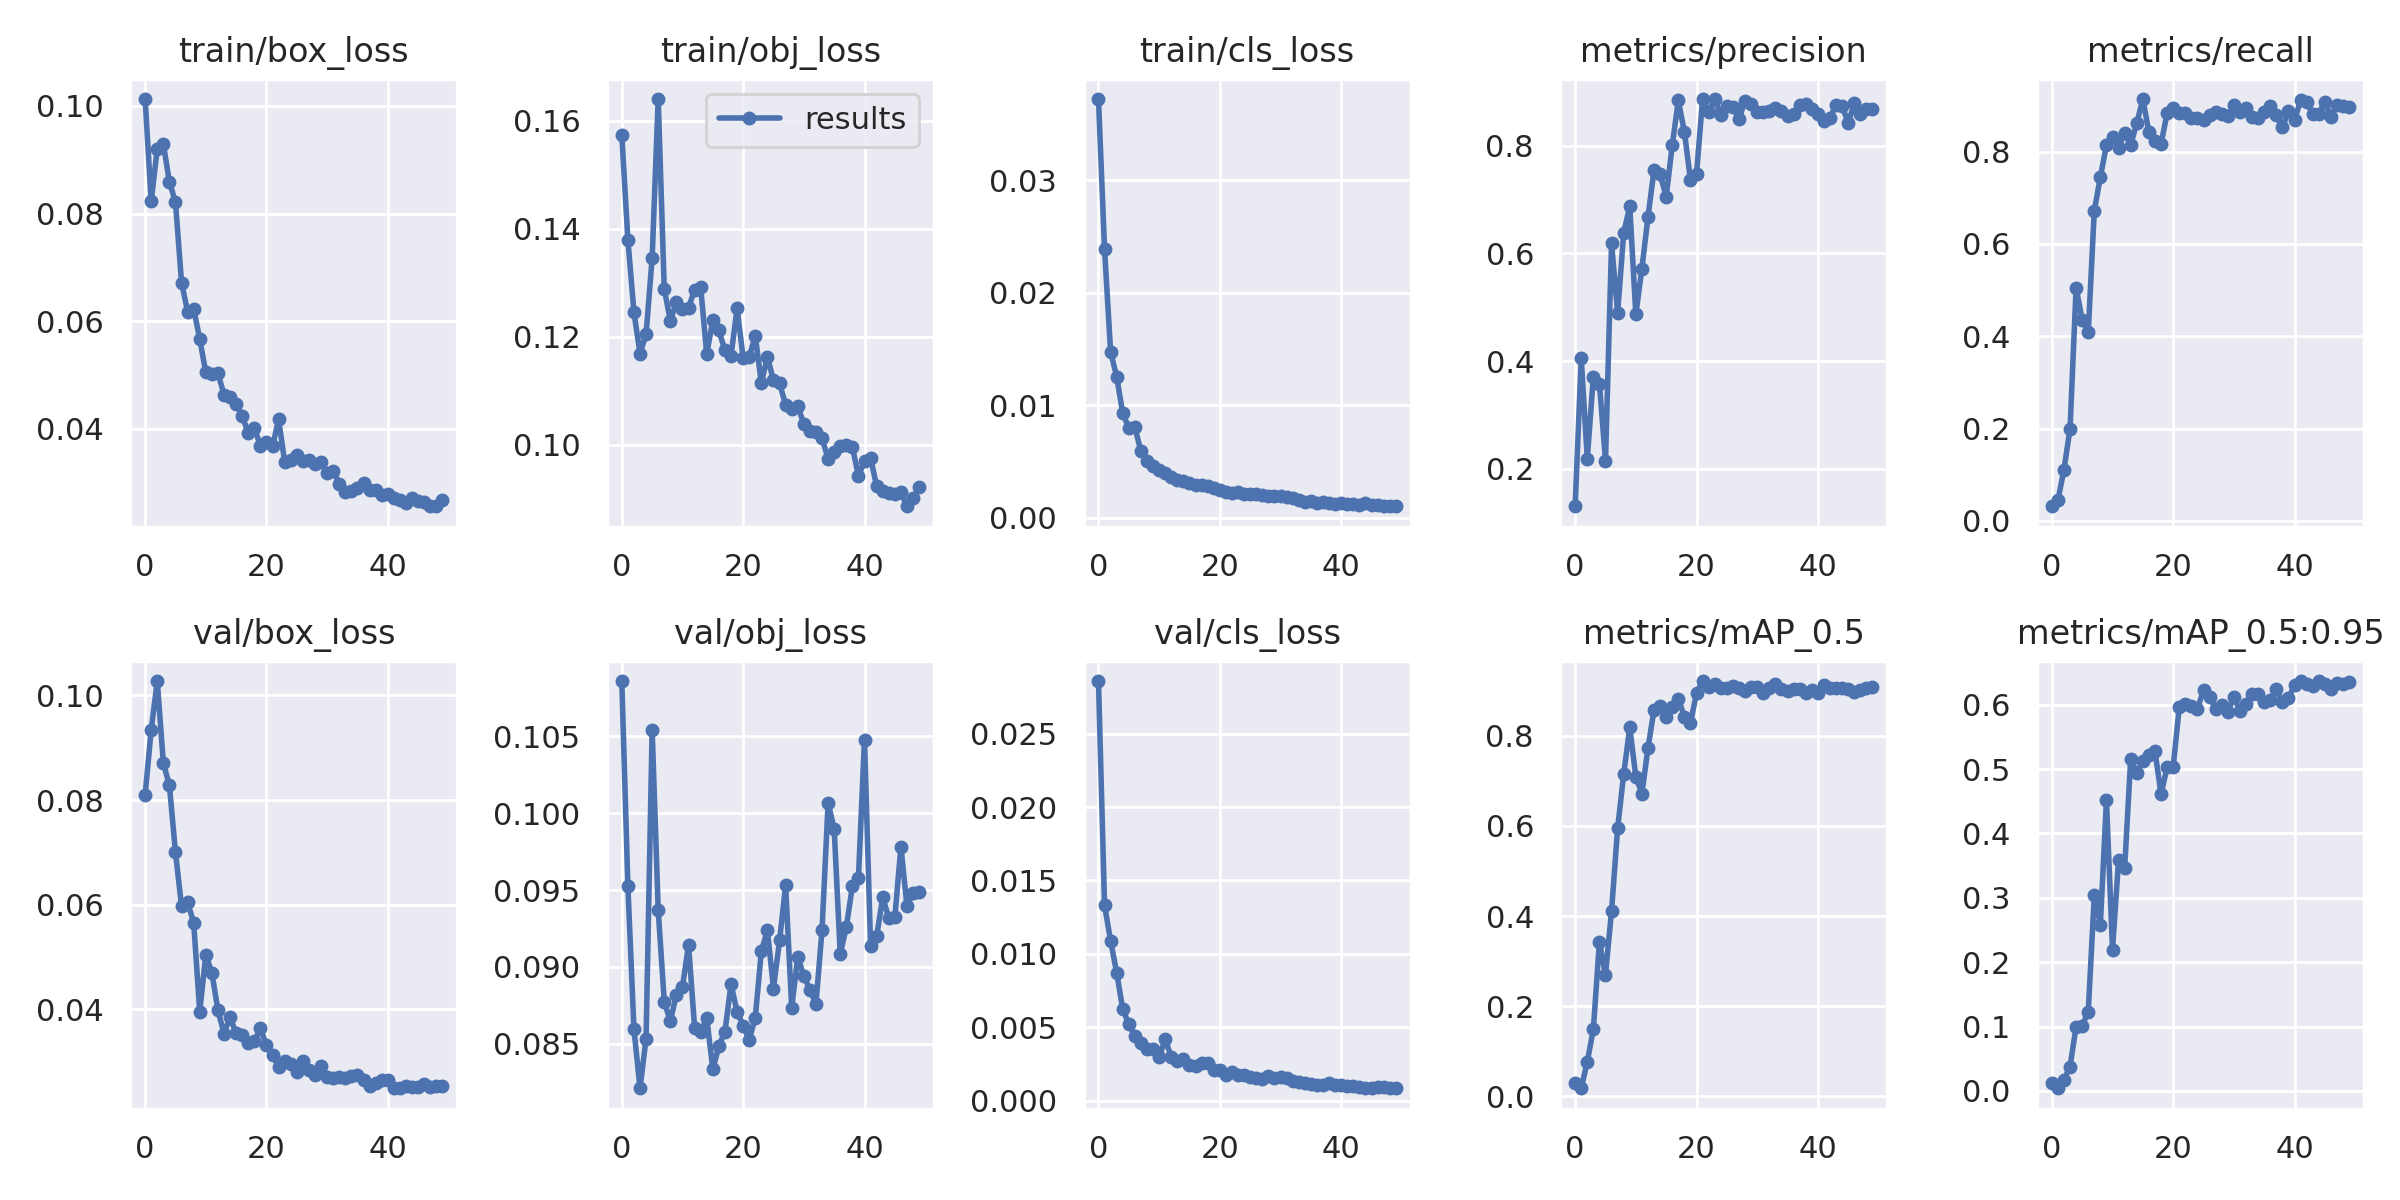 train/box_loss
train/obj_loss
train/cls_loss
metrics/precision
metrics/recall
0.10
0.08
0.06
0.04
0 20 40
results
0.16
0.14
0.12
0.10
0 20 40
0.03
0.02
0.01
0.00
0 20 40
0.8
0.6
0.4
0.2
0 20 40
0.8
0.6
0.4
0.2
0.0
0 20 40
val/box_loss
val/obj_loss
val/cls_loss
metrics/mAP_0.5
metrics/mAP_0.5:0.95
0.10
0.08
0.06
0.04
0 20 40
0.105
0.100
0.095
0.090
0.085
0 20 40
0.025
0.020
0.015
0.010
0.005
0.000
0 20 40
0.8
0.6
0.4
0.2
0.0
0 20 40
0.6
0.5
0.4
0.3
0.2
0.1
0.0
0 20 40